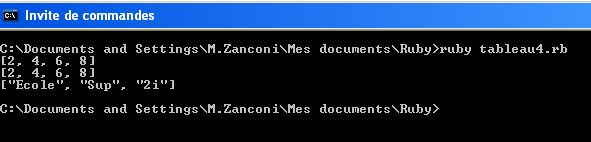 Invite de commandes
C:\Documents and Settings\M.Zanconi\Mes documents\Ruby>ruby tableau4.rb
[2, 4, 6, 8]
[2, 4, 6, 8]
["Ecole", "Sup", "2i"]
C:\Documents and Settings\M.Zanconi\Mes documents\Ruby>